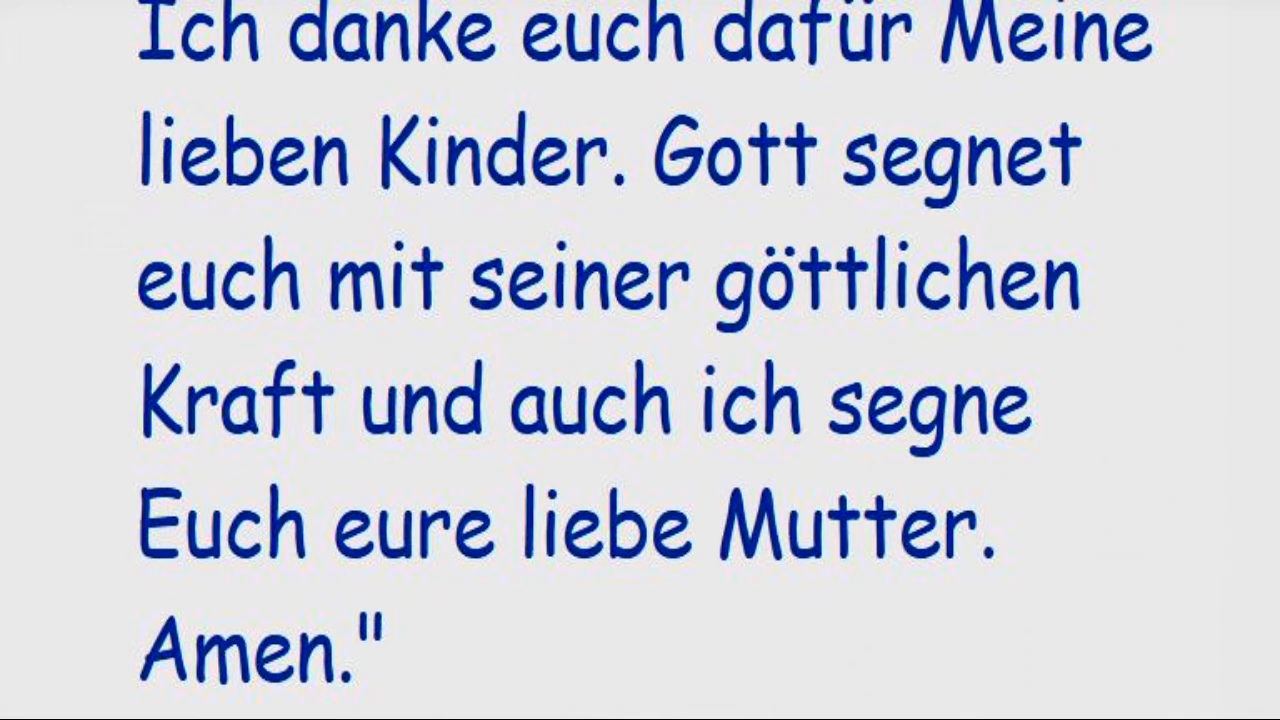 Ich danke euch dafür Meine
lieben Kinder. Gott segnet
euch mit seiner göttlichen
Kraft und auch ich segne
Euch eure liebe Mutter.
Amen."